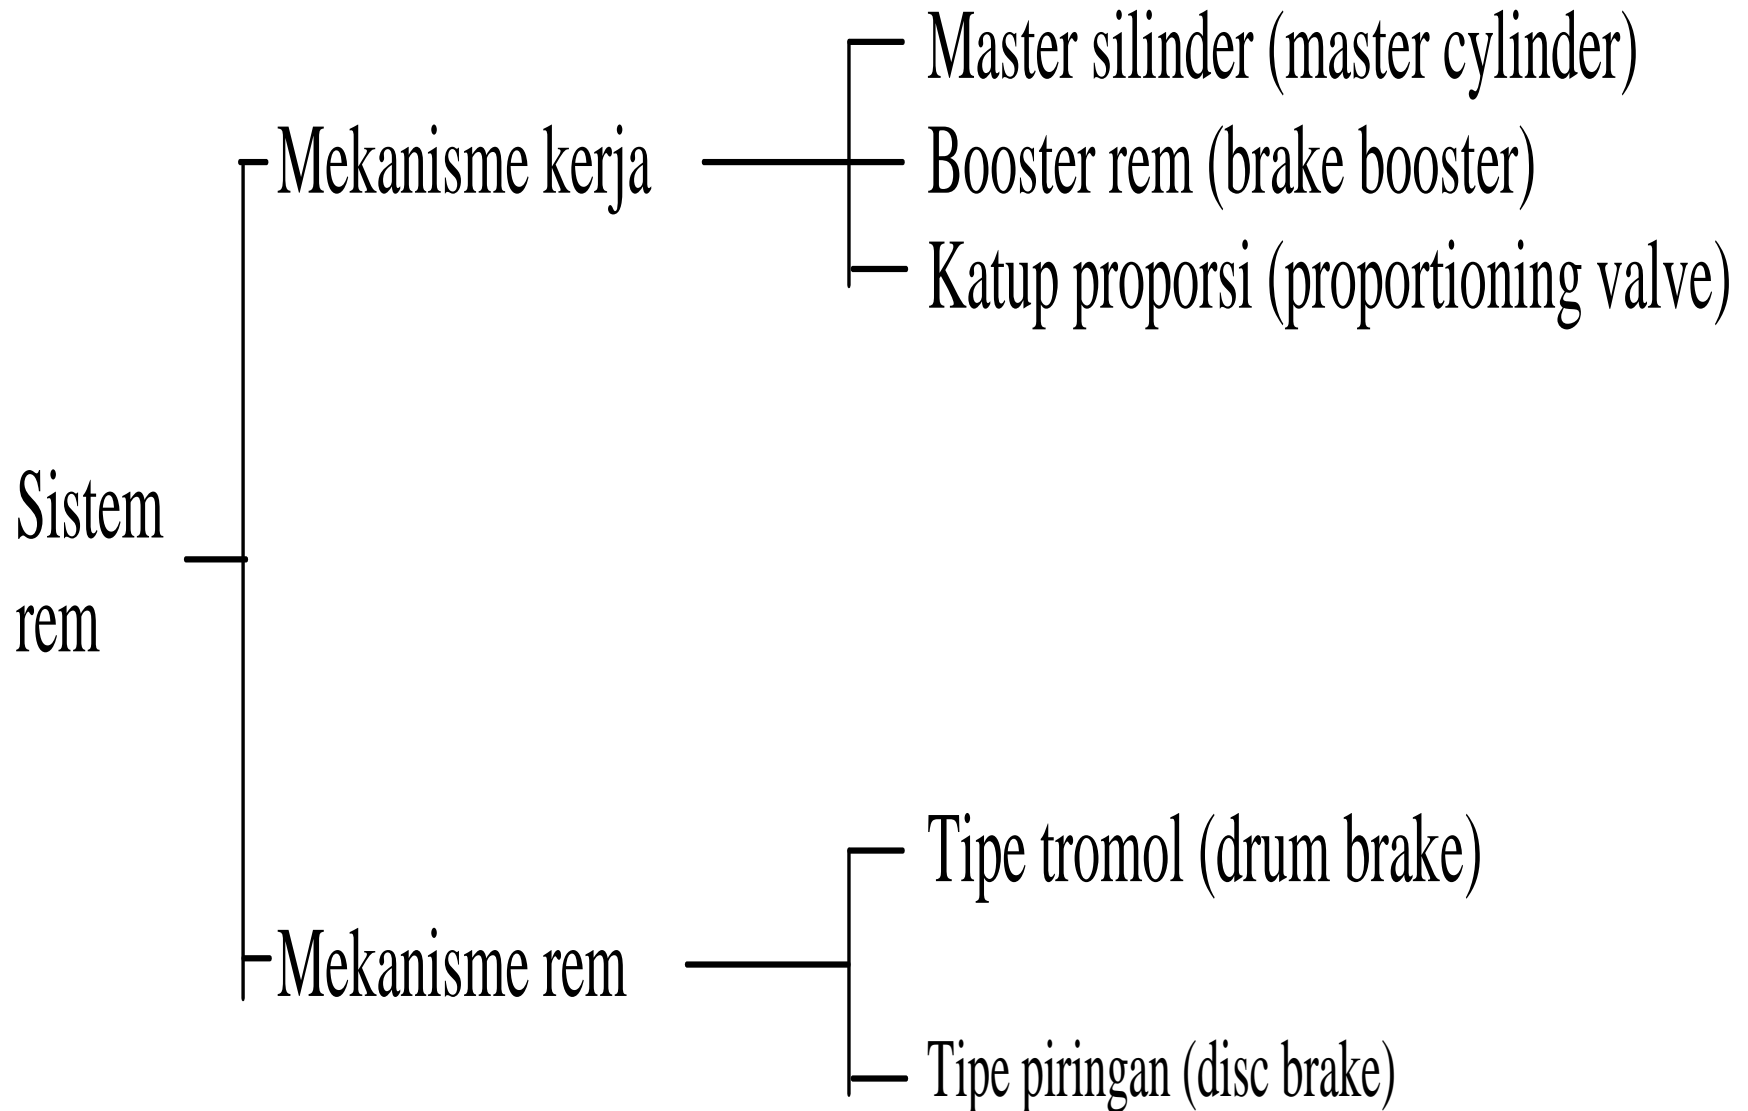 Master silinder (master cylinder)
Mekanisme kerja
Booster rem (brake booster)
Katup proporsi (proportioning valve)
Sistem
rem
Tipe tromol (drum brake)
Mekanisme rem
Tipe piringan (disc brake)